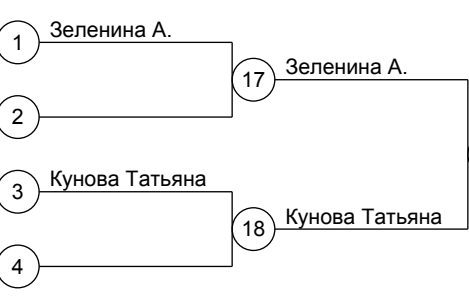 1 Зеленина А.
17 Зеленина А.
2
3 Кунова Татьяна
18 Кунова Татьяна
4